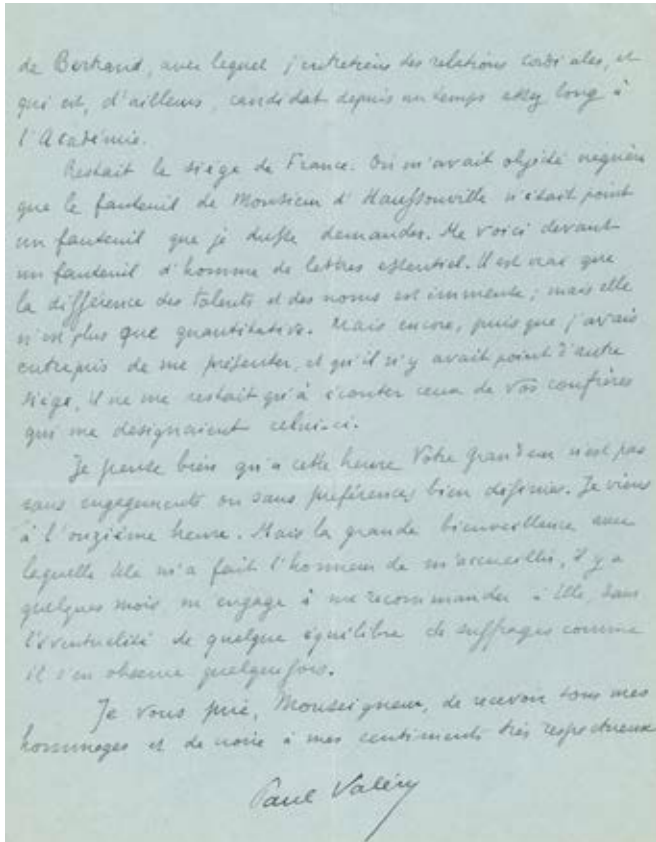 de Bertrand, avec lequel j'entretiens des relations cordiales, et
qui est, d'ailleurs, candidat depuis un temps assez long à
l'Académie.
Restait le siège de France. On m'avait objecté naguère
que le fauteuil de Monsieur d'Haussonville n'était point
un fauteuil que je dusse demander. Me voici devant
un fauteuil d'homme de lettres essentiel. Il est vrai que
la différence des talents et des noms est immense ; mais elle
n'est plus que quantitative. Mais encore, puisque j'avais
entrepris de me présenter, et qu'il n'y avait point d'autre
siège, il ne me restait qu'à écouter ceux de vos confrères
qui me désignaient celui-ci.
Je pense bien qu'à cette heure Votre Grandeur n'est pas
sans engagements ou sans préférences bien définies. Je viens
à l'onzième heure. Mais la grande bienveillance avec
laquelle Elle m'a fait l'honneur de m'accueillir, il y a
quelques mois m'engage à me recommander à Elle, dans
l'éventualité de quelque équilibre de suffrages comme
il s'en observe quelquefois.
Je vous prie, Monseigneur, de recevoir tous mes
hommages et de croire à mes sentiments très respectueux
Paul Valéry